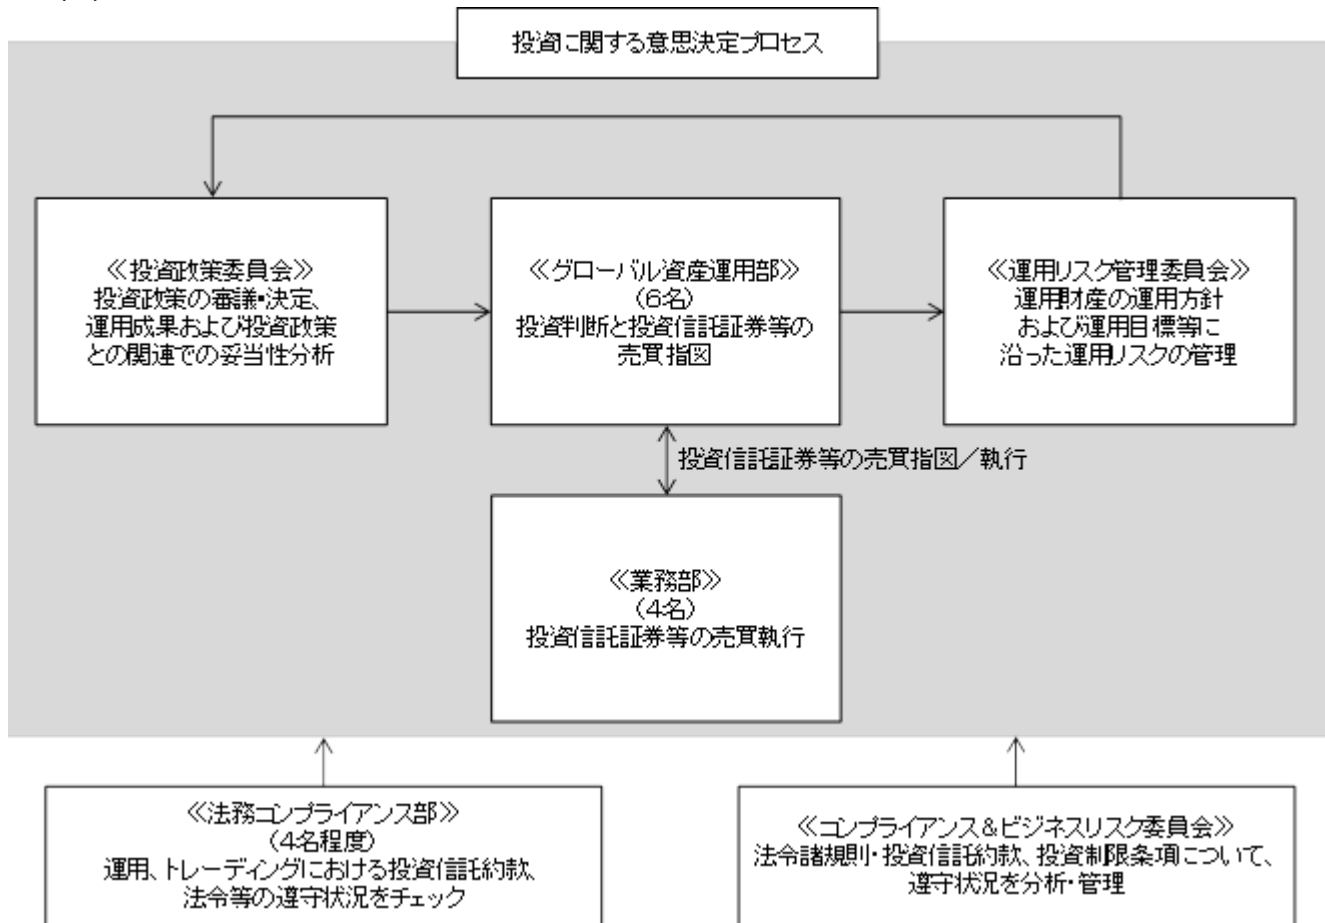 投資に関する意思決定プロセス
≪投資政策委員会≫
投資政策の審議・決定、
運用成果および投資政策
との関連での妥当性分析
≪グローバル資産運用部≫
(6名)
投資判断と投資信託証券等の
売買指図
≪運用リスク管理委員会≫
運用財産の運用方針
および運用目標等に
沿った運用リスクの管理
投資信託証券等の売買指図/執行
≪業務部≫
(4名)
投資信託証券等の売買執行
≪法務コンプライアンス部≫
(4名程度)
運用、トレーディングにおける投資信託約款、
法令等の遵守状況をチェック
≪コンプライアンス&ビジネスリスク委員会≫
法令諸規則・投資信託約款、投資制限条項について、
遵守状況を分析・管理